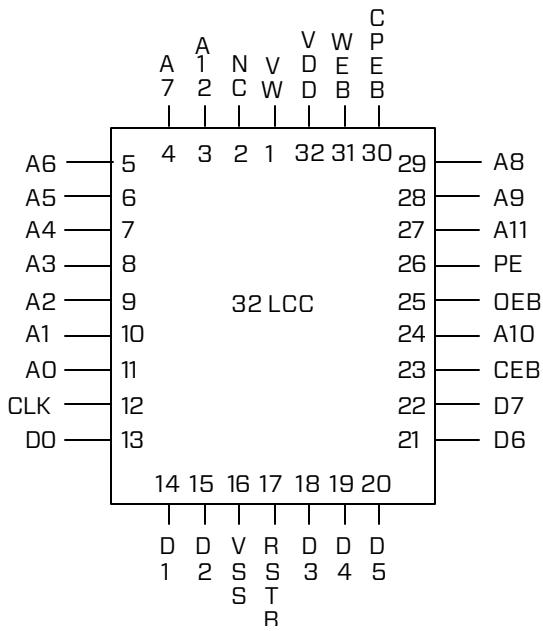 A7 A12 NC VW VDD WEB CPEB
4 3 2 1 32 31 30
A6 5 29 A8
A5 6 28 A9
A4 7 27 A11
A3 8 26 PE
A2 9 32 LCC 25 OEB
A1 10 24 A10
A0 11 23 CEB
CLK 12 22 D7
D0 13 21 D6
14 15 16 17 18 19 20
D1 D2 VSS RSTB D3 D4 D5